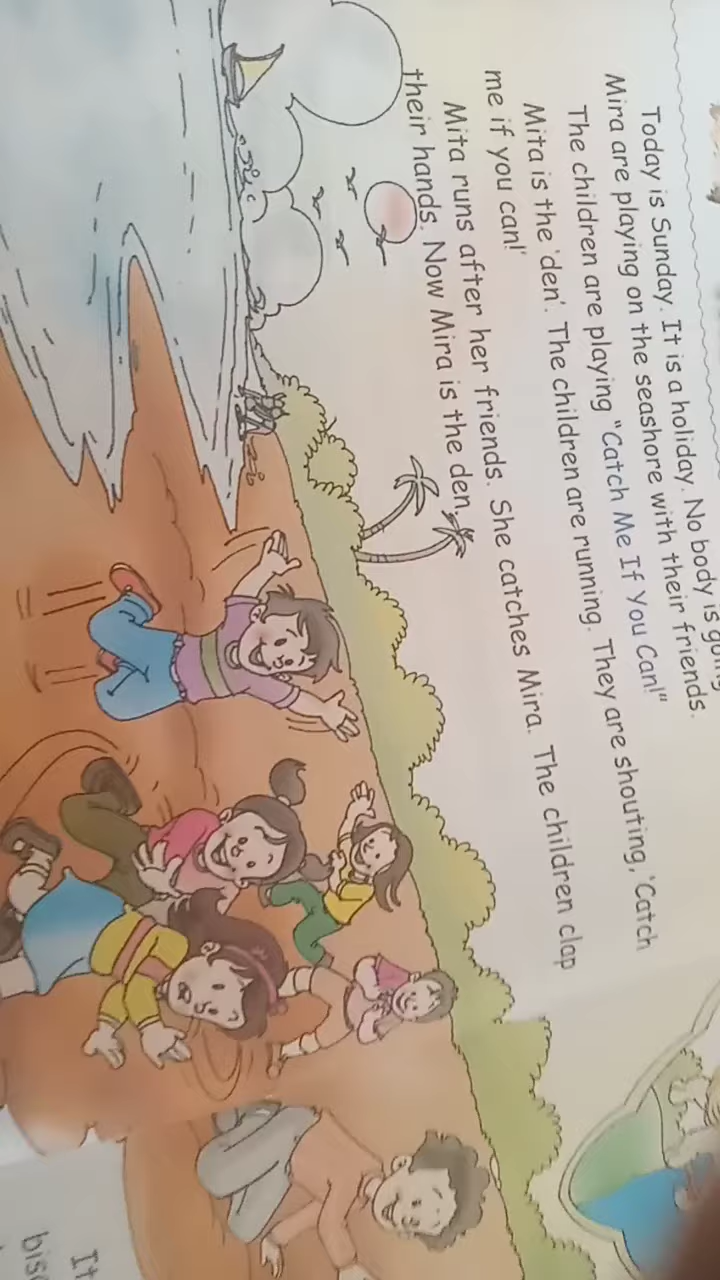 Today is Sunday. It is a holiday. No body is going
Mira are playing on the seashore with their friends.
The children are playing "Catch Me If You Can!"
Mita is the 'den'. The children are running. They are shouting, 'Catch
me if you can!'
Mita runs after her friends. She catches Mira. The children clap
their hands. Now Mira is the den.
It